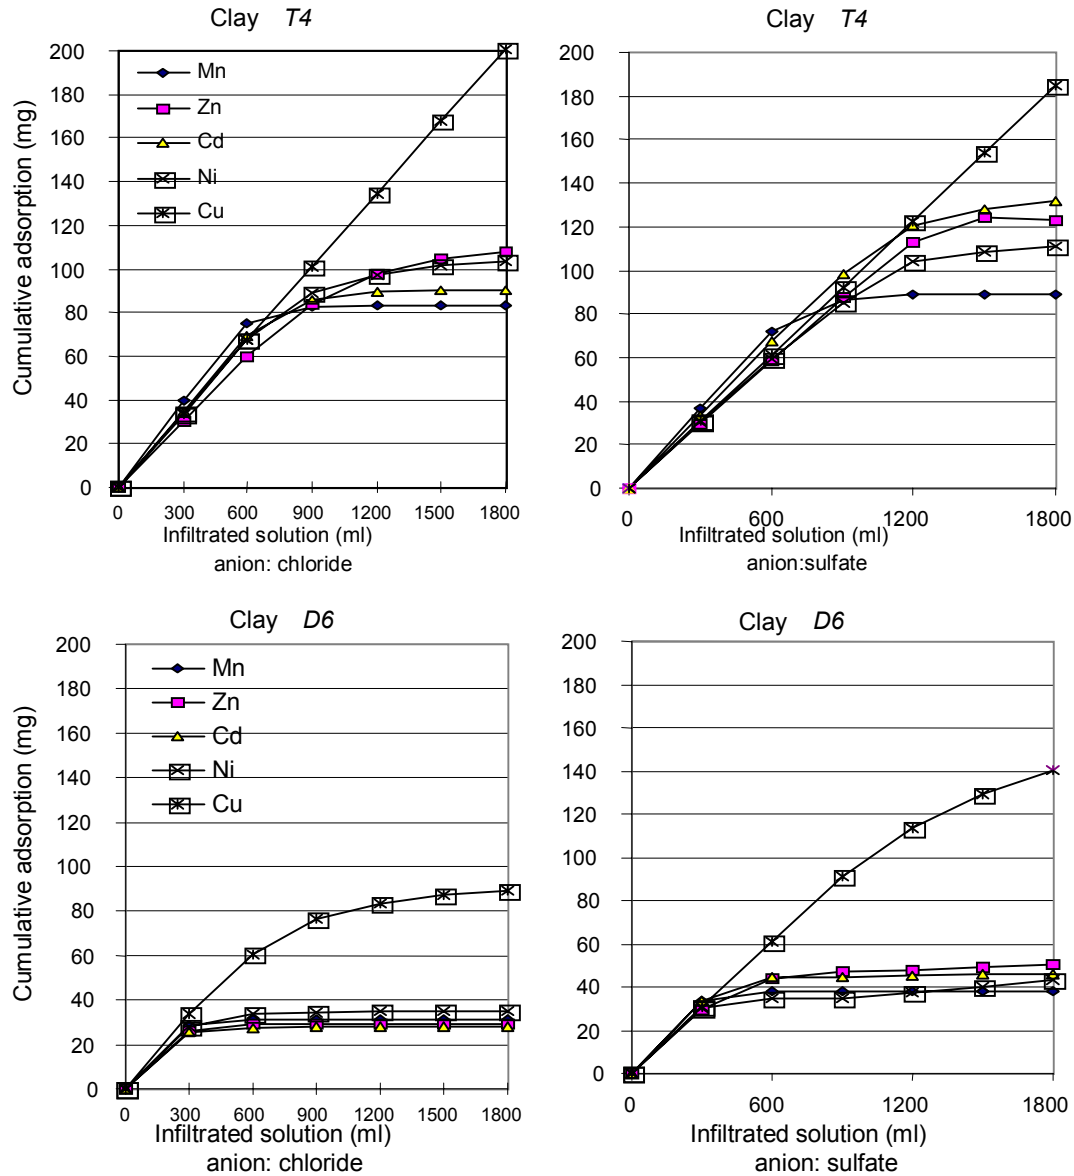 Clay T4
Cumulative adsorption (mg)
200
180
160
140
120
100
80
60
40
20
0
Mn
Zn
Cd
Ni
Cu
0 300 600 900 1200 1500 1800
Infiltrated solution (ml)
anion: chloride
Clay T4
200
180
160
140
120
100
80
60
40
20
0
0 600 1200 1800
Infiltrated solution (ml)
anion:sulfate
Clay D6
Cumulative adsorption (mg)
200
180
160
140
120
100
80
60
40
20
0
Mn
Zn
Cd
Ni
Cu
0 300 600 900 1200 1500 1800
Infiltrated solution (ml)
anion: chloride
Clay D6
200
180
160
140
120
100
80
60
40
20
0
0 600 1200 1800
Infiltrated solution (ml)
anion: sulfate